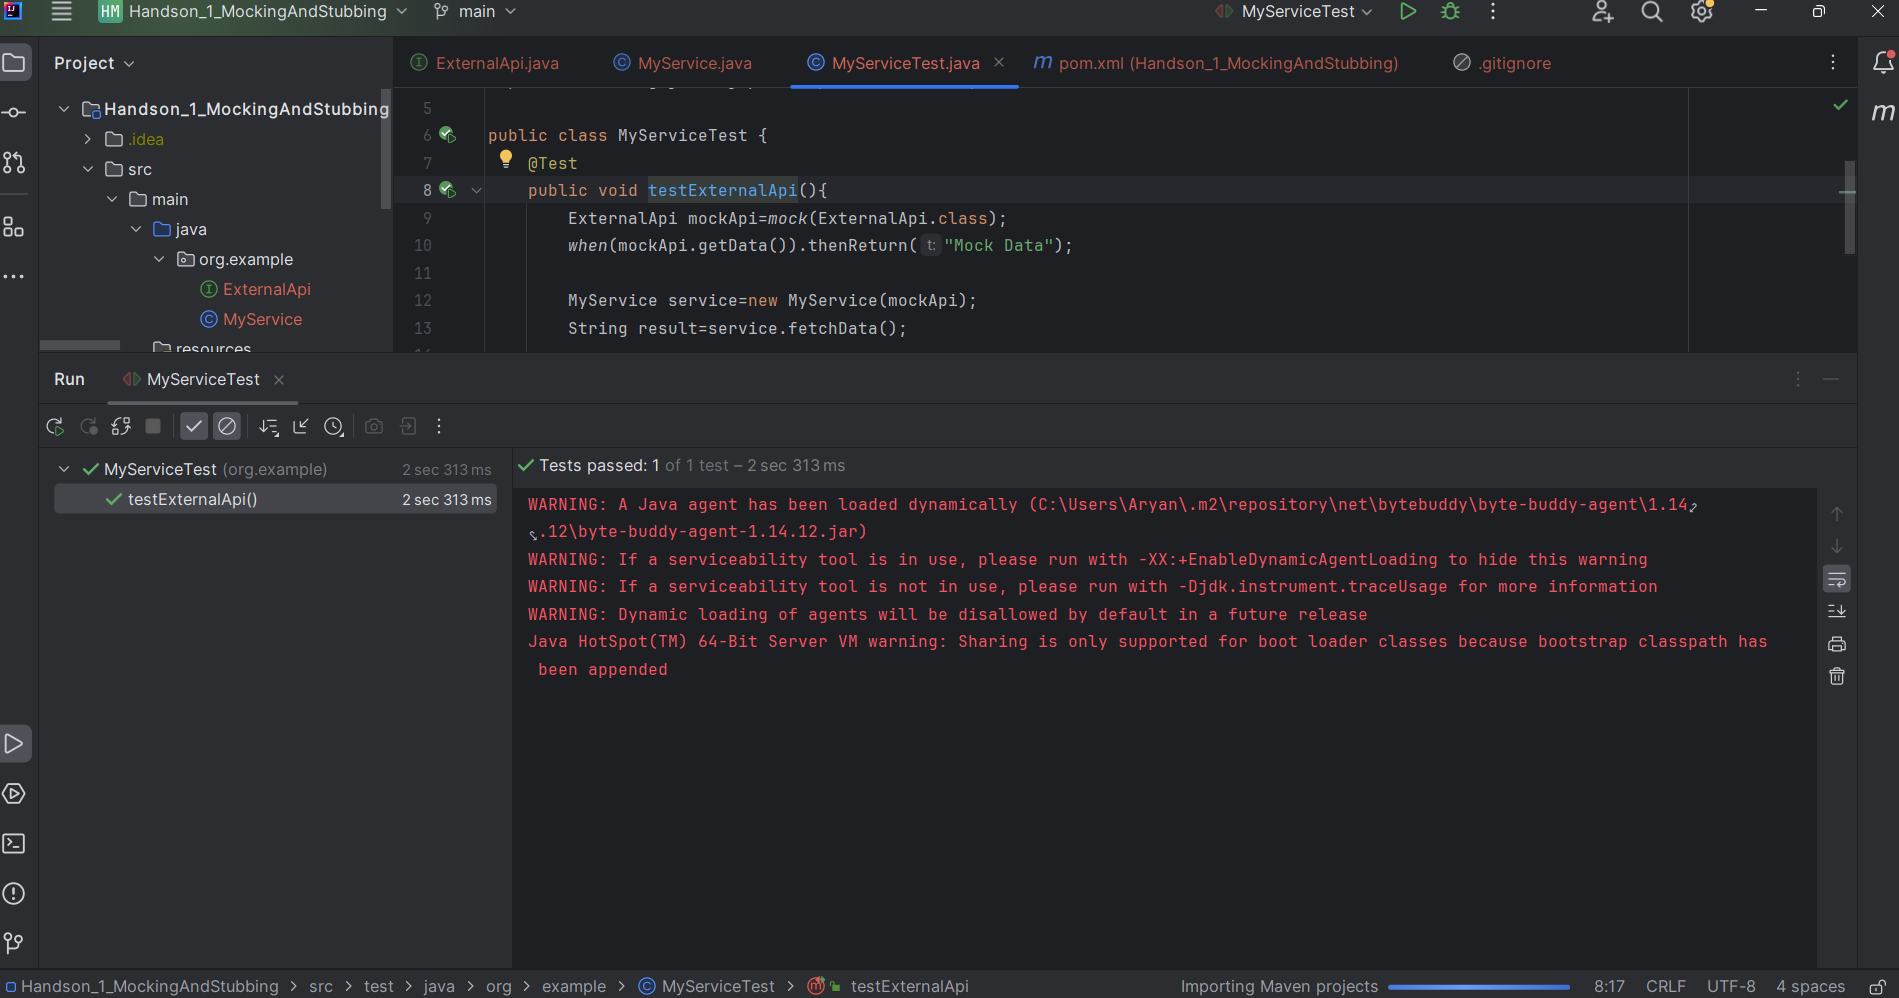 HM Handson_1_MockingAndStubbing main MyServiceTest
Project
ExternalApi.java MyService.java MyServiceTest.java pom.xml (Handson_1_MockingAndStubbing) .gitignore
Handson_1_MockingAndStubbing
.idea
src
main
java
org.example
ExternalApi
MyService
resources
5
6 public class MyServiceTest {
7 @Test
8 public void testExternalApi(){
9 ExternalApi mockApi=mock(ExternalApi.class);
10 when(mockApi.getData()).thenReturn( t: "Mock Data");
11
12 MyService service=new MyService(mockApi);
13 String result=service.fetchData();
Run MyServiceTest
MyServiceTest (org.example) 2 sec 313 ms
testExternalApi() 2 sec 313 ms
Tests passed: 1 of 1 test – 2 sec 313 ms
WARNING: A Java agent has been loaded dynamically (C:\Users\Aryan\.m2\repository\net\bytebuddy\byte-buddy-agent\1.14
.12\byte-buddy-agent-1.14.12.jar)
WARNING: If a serviceability tool is in use, please run with -XX:+EnableDynamicAgentLoading to hide this warning
WARNING: If a serviceability tool is not in use, please run with -Djdk.instrument.traceUsage for more information
WARNING: Dynamic loading of agents will be disallowed by default in a future release
Java HotSpot(TM) 64-Bit Server VM warning: Sharing is only supported for boot loader classes because bootstrap classpath has
been appended
Handson_1_MockingAndStubbing > src > test > java > org > example > MyServiceTest > testExternalApi Importing Maven projects 8:17 CRLF UTF-8 4 spaces